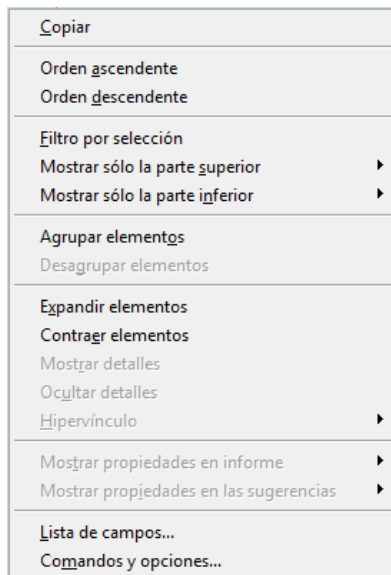 Copiar
Orden ascendente
Orden descendente
Filtro por selección
Mostrar sólo la parte superior
Mostrar sólo la parte inferior
Agrupar elementos
Desagrupar elementos
Expandir elementos
Contraer elementos
Mostrar detalles
Ocultar detalles
Hipervínculo
Mostrar propiedades en informe
Mostrar propiedades en las sugerencias
Lista de campos...
Comandos y opciones...